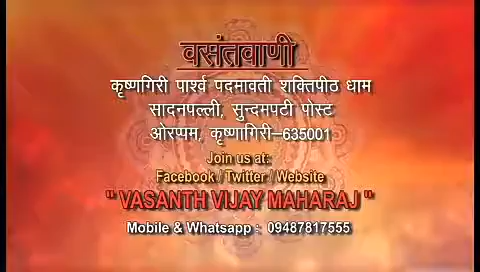 वसंतवाणी
कृष्णगिरी पार्श्व पदमावती शक्तिपीठ धाम
सादनपल्ली, सुन्दमपटी पोस्ट
ओरप्पम, कृष्णागिरी-635001
Join us at:
Facebook / Twitter / Website
" VASANTH VIJAY MAHARAJ "
Mobile & Whatsapp : 09487817555